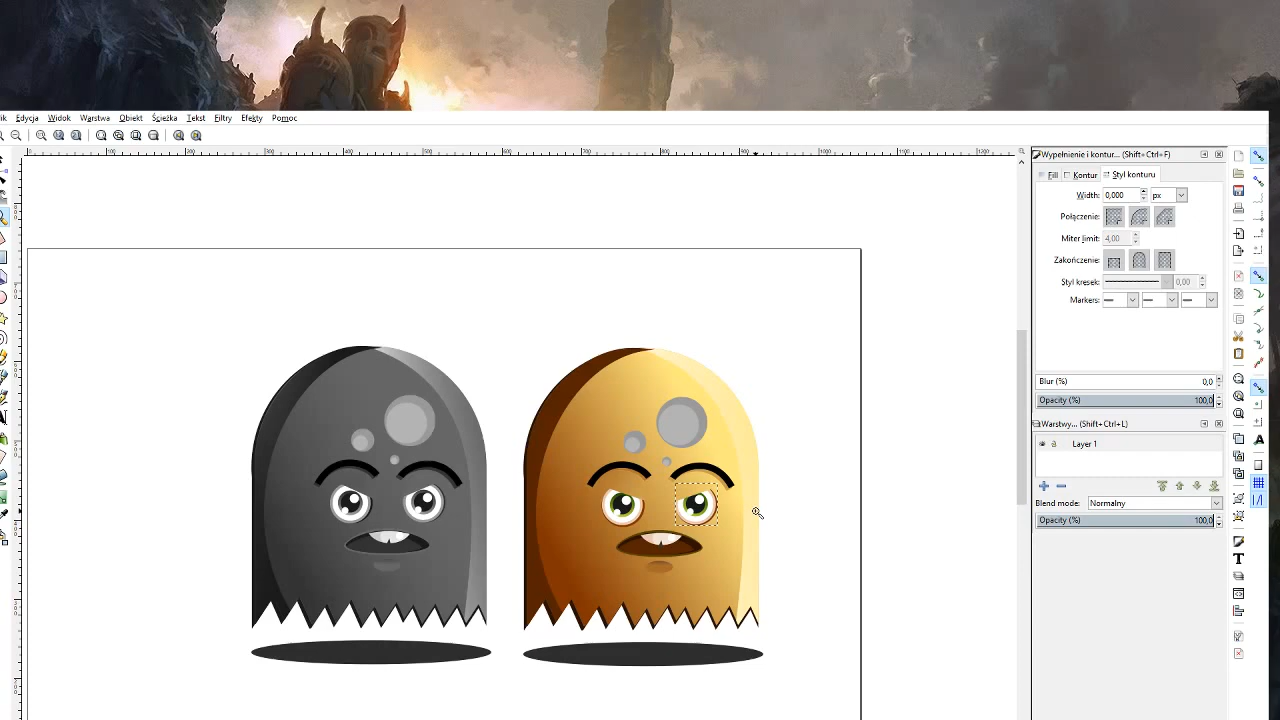 lik Edycja Widok Warstwa Obiekt Ścieżka Tekst Filtry Efekty Pomoc
Wypełnienie i kontur... (Shift+Ctrl+F)
Fill Kontur Styl konturu
Width: 0,000 px
Połączenie:
Miter limit: 4,00
Zakończenie:
Styl kresek: 0,00
Markers:
Blur (%) 0,0
Opacity (%) 100,0
Warstwy... (Shift+Ctrl+L)
Layer 1
Blend mode: Normalny
Opacity (%) 100,0